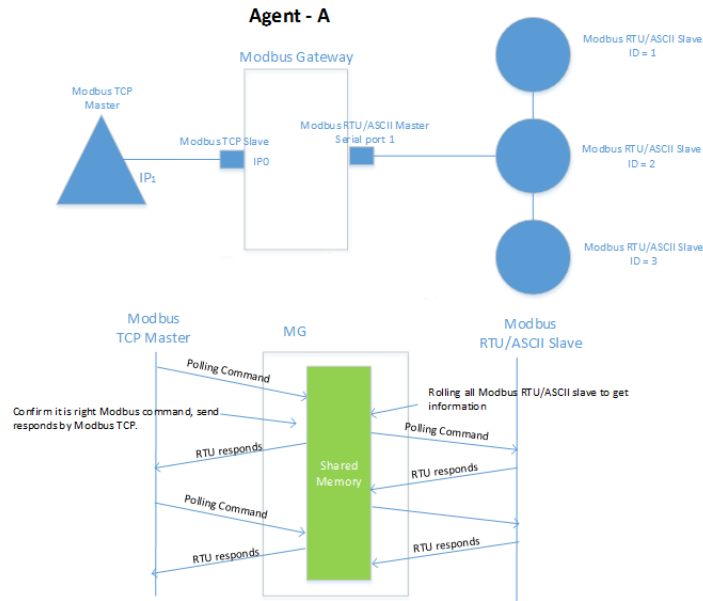 Agent - A
Modbus Gateway
Modbus RTU/ASCII Slave
ID = 1
Modbus TCP
Master
Modbus TCP Slave
IP0
Modbus RTU/ASCII Master
Serial port 1
IP1
Modbus RTU/ASCII Slave
ID = 2
Modbus RTU/ASCII Slave
ID = 3
Modbus
TCP Master
MG
Modbus
RTU/ASCII Slave
Polling Command
Rolling all Modbus RTU/ASCII slave to get
information
Confirm it is right Modbus command, send
responds by Modbus TCP.
Polling Command
RTU responds
RTU responds
Shared
Memory
Polling Command
RTU responds
RTU responds